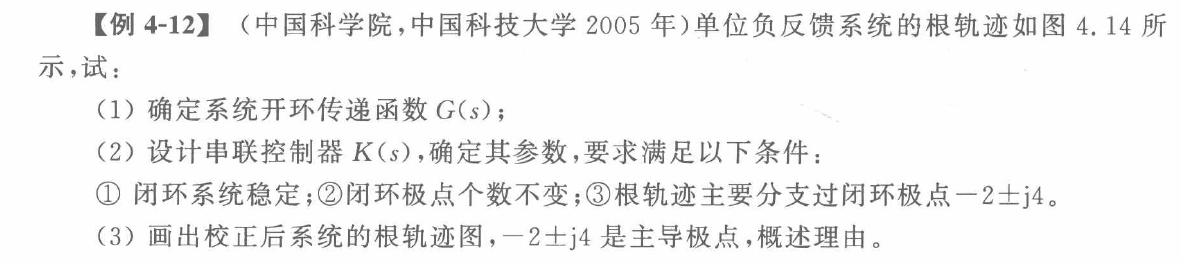 【例 4-12】 (中国科学院,中国科技大学 2005 年)单位负反馈系统的根轨迹如图 4.14 所
示,试:
(1) 确定系统开环传递函数 G(s);
(2) 设计串联控制器 K(s),确定其参数,要求满足以下条件:
① 闭环系统稳定;②闭环极点个数不变;③根轨迹主要分支过闭环极点-2±j4。
(3) 画出校正后系统的根轨迹图,-2±j4 是主导极点,概述理由。